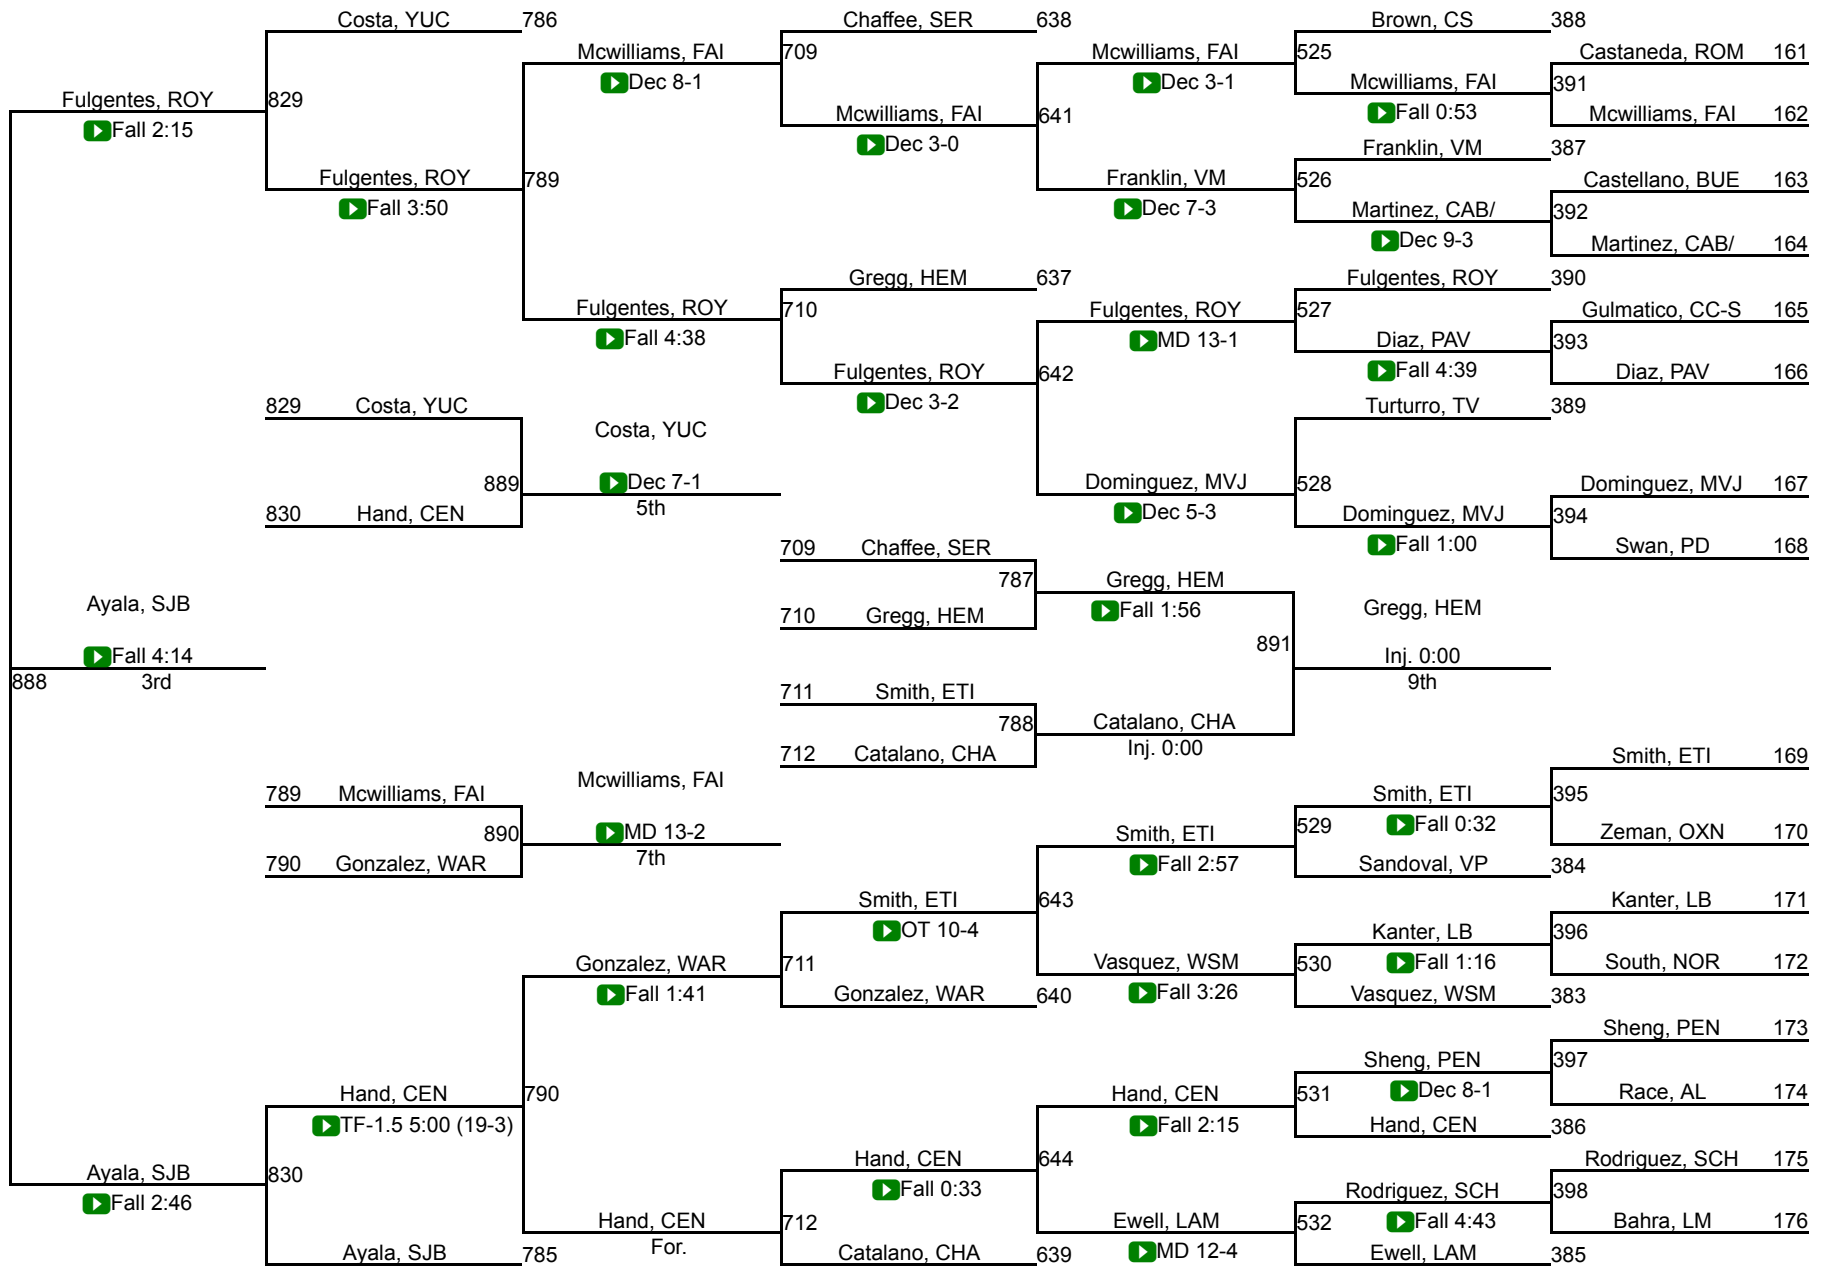 Costa, YUC 786 Chaffee, SER 638 Brown, CS 388
Mcwilliams, FAI 709 Mcwilliams, FAI 525 Castaneda, ROM 161
Dec 8-1 Dec 3-1 Mcwilliams, FAI 391
Fulgentes, ROY 829 Mcwilliams, FAI 641 Fall 0:53 Mcwilliams, FAI 162
Fall 2:15 Dec 3-0 Franklin, VM 387
Fulgentes, ROY 789 Franklin, VM 526 Castellano, BUE 163
Fall 3:50 Dec 7-3 Martinez, CAB/ 392
Dec 9-3 Martinez, CAB/ 164
Gregg, HEM 637 Fulgentes, ROY 390
Fulgentes, ROY 710 Fulgentes, ROY 527 Gulmatico, CC-S 165
Fall 4:38 MD 13-1 Diaz, PAV 393
Fulgentes, ROY 642 Fall 4:39 Diaz, PAV 166
829 Costa, YUC Dec 3-2 Turturro, TV 389
Costa, YUC
889 Dec 7-1 Dominguez, MVJ 528 Dominguez, MVJ 167
830 Hand, CEN 5th Dec 5-3 Dominguez, MVJ 394
709 Chaffee, SER Fall 1:00 Swan, PD 168
787 Gregg, HEM
Ayala, SJB 710 Gregg, HEM Fall 1:56 Gregg, HEM
891
Fall 4:14 Inj. 0:00
888 3rd 711 Smith, ETI 9th
788 Catalano, CHA
712 Catalano, CHA Inj. 0:00 Smith, ETI 169
789 Mcwilliams, FAI Mcwilliams, FAI Smith, ETI 395
890 MD 13-2 Smith, ETI 529 Fall 0:32 Zeman, OXN 170
790 Gonzalez, WAR 7th Fall 2:57 Sandoval, VP 384
Smith, ETI 643 Kanter, LB 171
OT 10-4 Kanter, LB 396
Gonzalez, WAR 711 Vasquez, WSM 530 Fall 1:16 South, NOR 172
Fall 1:41 Gonzalez, WAR 640 Fall 3:26 Vasquez, WSM 383
Sheng, PEN 173
Sheng, PEN 397
Hand, CEN 790 Hand, CEN 531 Dec 8-1 Race, AL 174
TF-1.5 5:00 (19-3) Fall 2:15 Hand, CEN 386
Ayala, SJB 830 Hand, CEN 644 Rodriguez, SCH 175
Fall 2:46 Fall 0:33 Rodriguez, SCH 398
Hand, CEN 712 Ewell, LAM 532 Fall 4:43 Bahra, LM 176
Ayala, SJB 785 For. Catalano, CHA 639 MD 12-4 Ewell, LAM 385